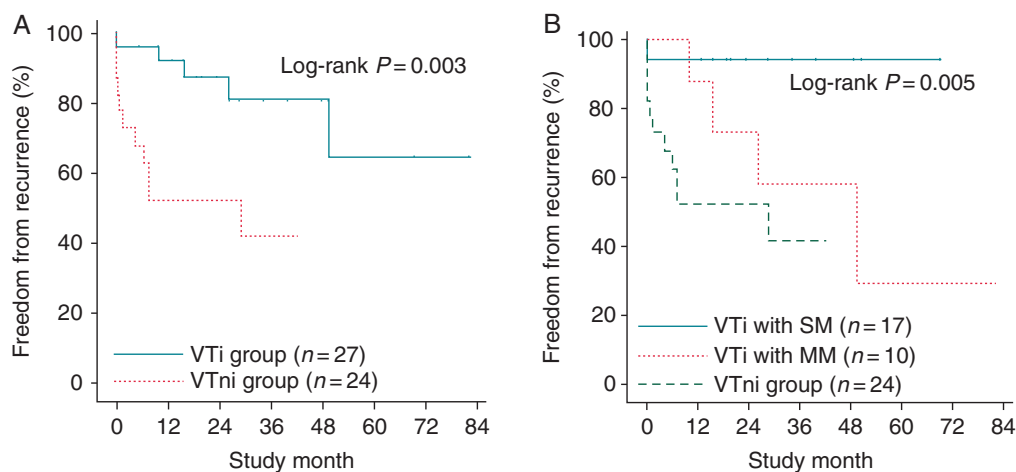 A
Freedom from recurrence (%)
100
80
60
40
20
0
Log-rank P = 0.003
VTi group (n = 27)
VTni group (n = 24)
0 12 24 36 48 60 72 84
Study month
B
Freedom from recurrence (%)
100
80
60
40
20
0
Log-rank P = 0.005
VTi with SM (n = 17)
VTi with MM (n = 10)
VTni group (n = 24)
0 12 24 36 48 60 72 84
Study month